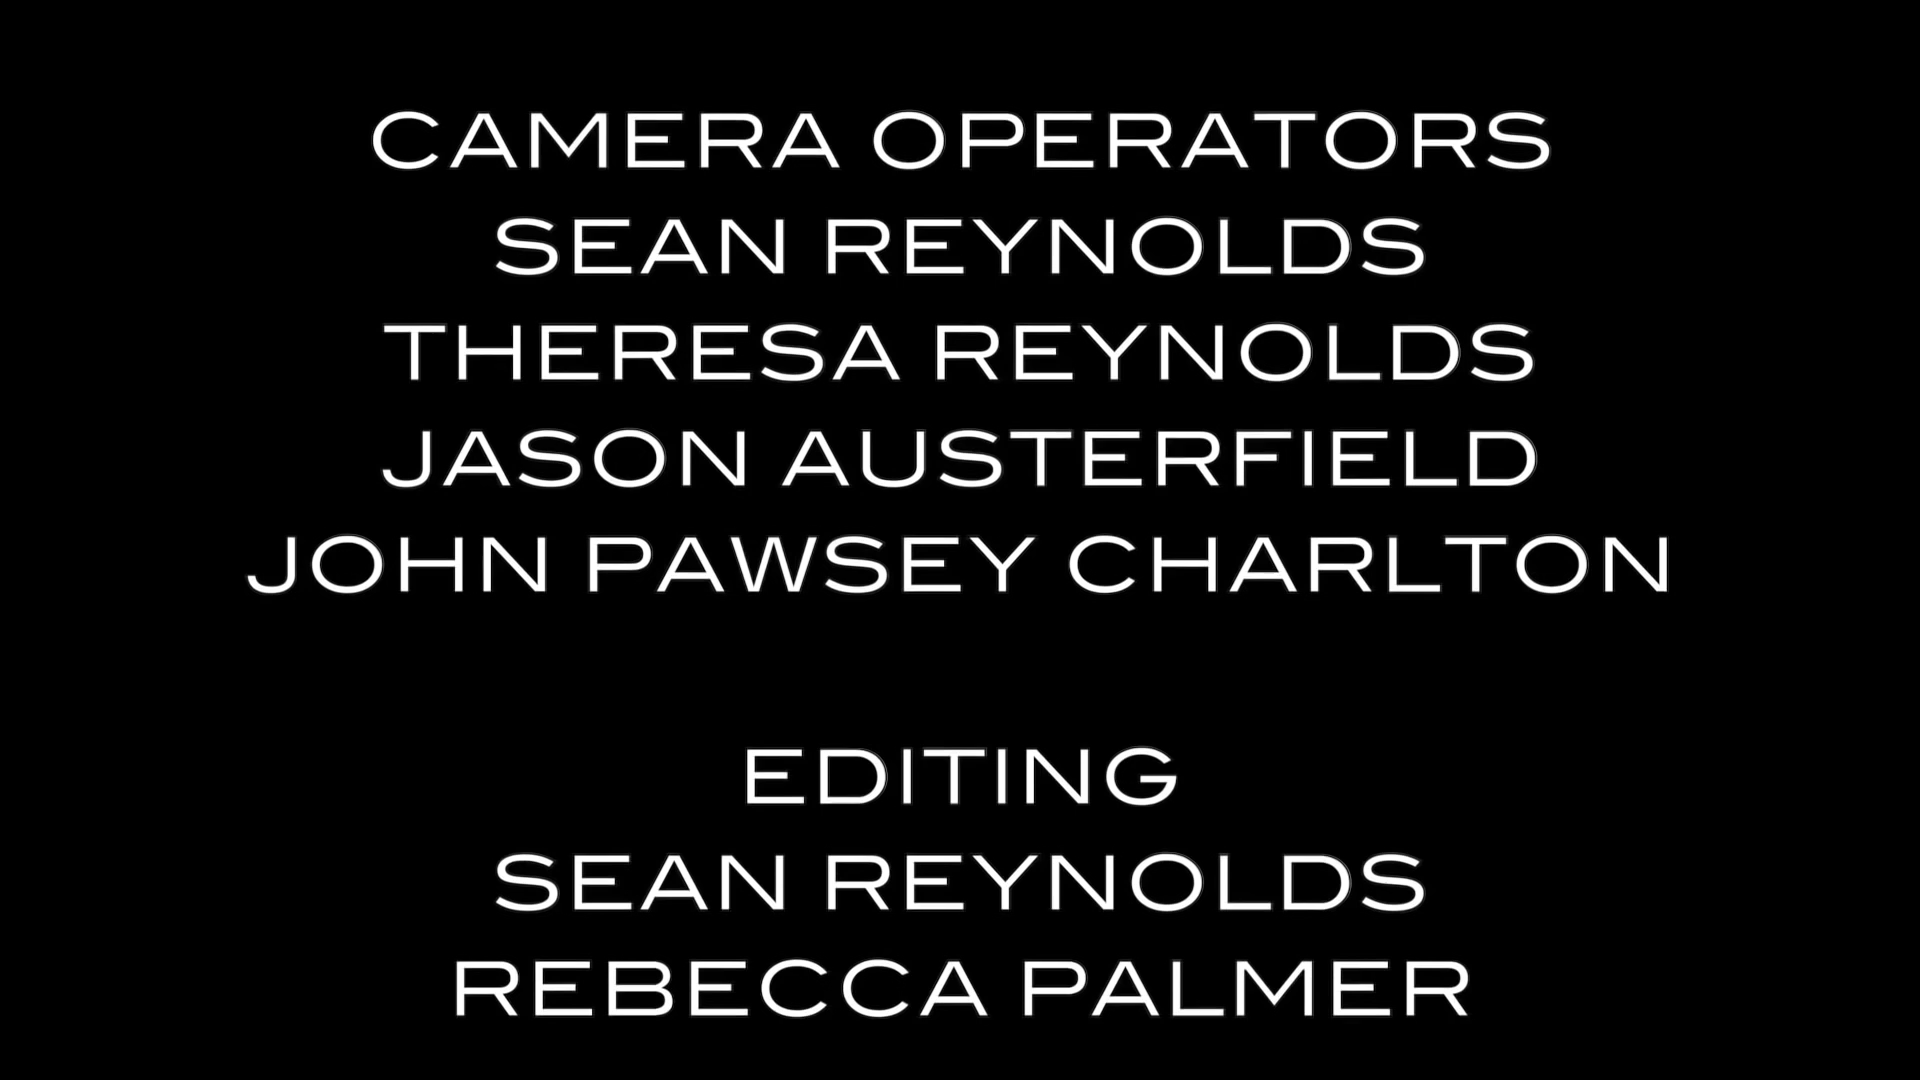 CAMERA OPERATORS
SEAN REYNOLDS
THERESA REYNOLDS
JASON AUSTERFIELD
JOHN PAWSEY CHARLTON
EDITING
SEAN REYNOLDS
REBECCA PALMER